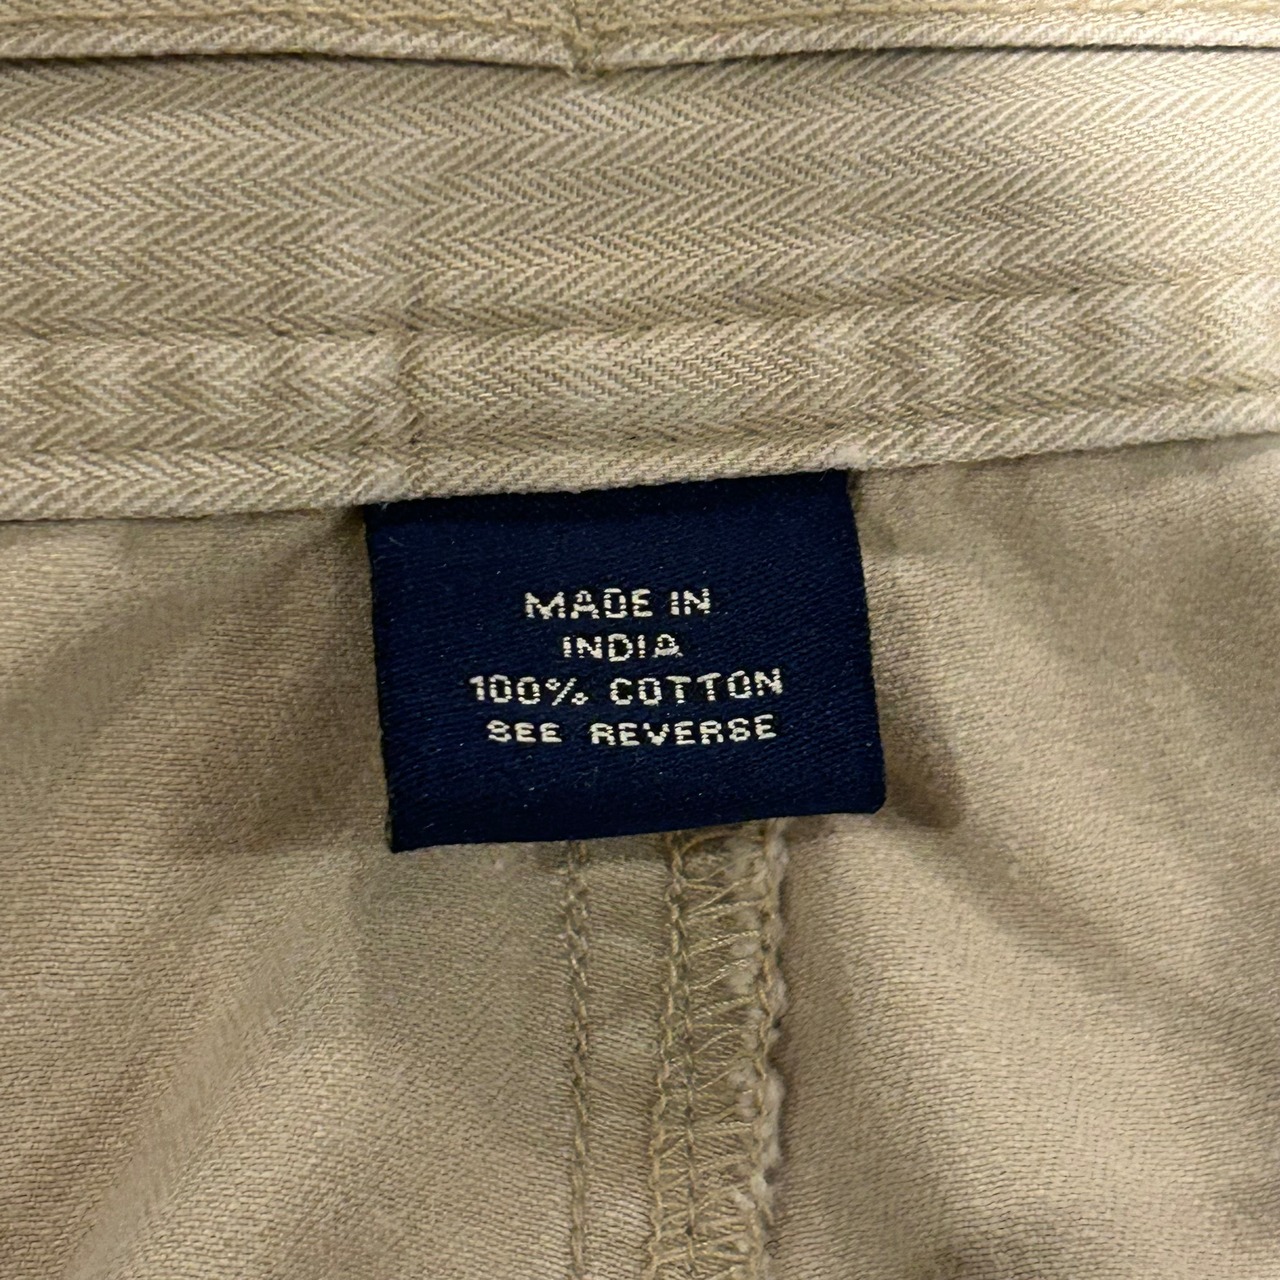 MADE IN
INDIA
100% COTTON
SEE REVERSE